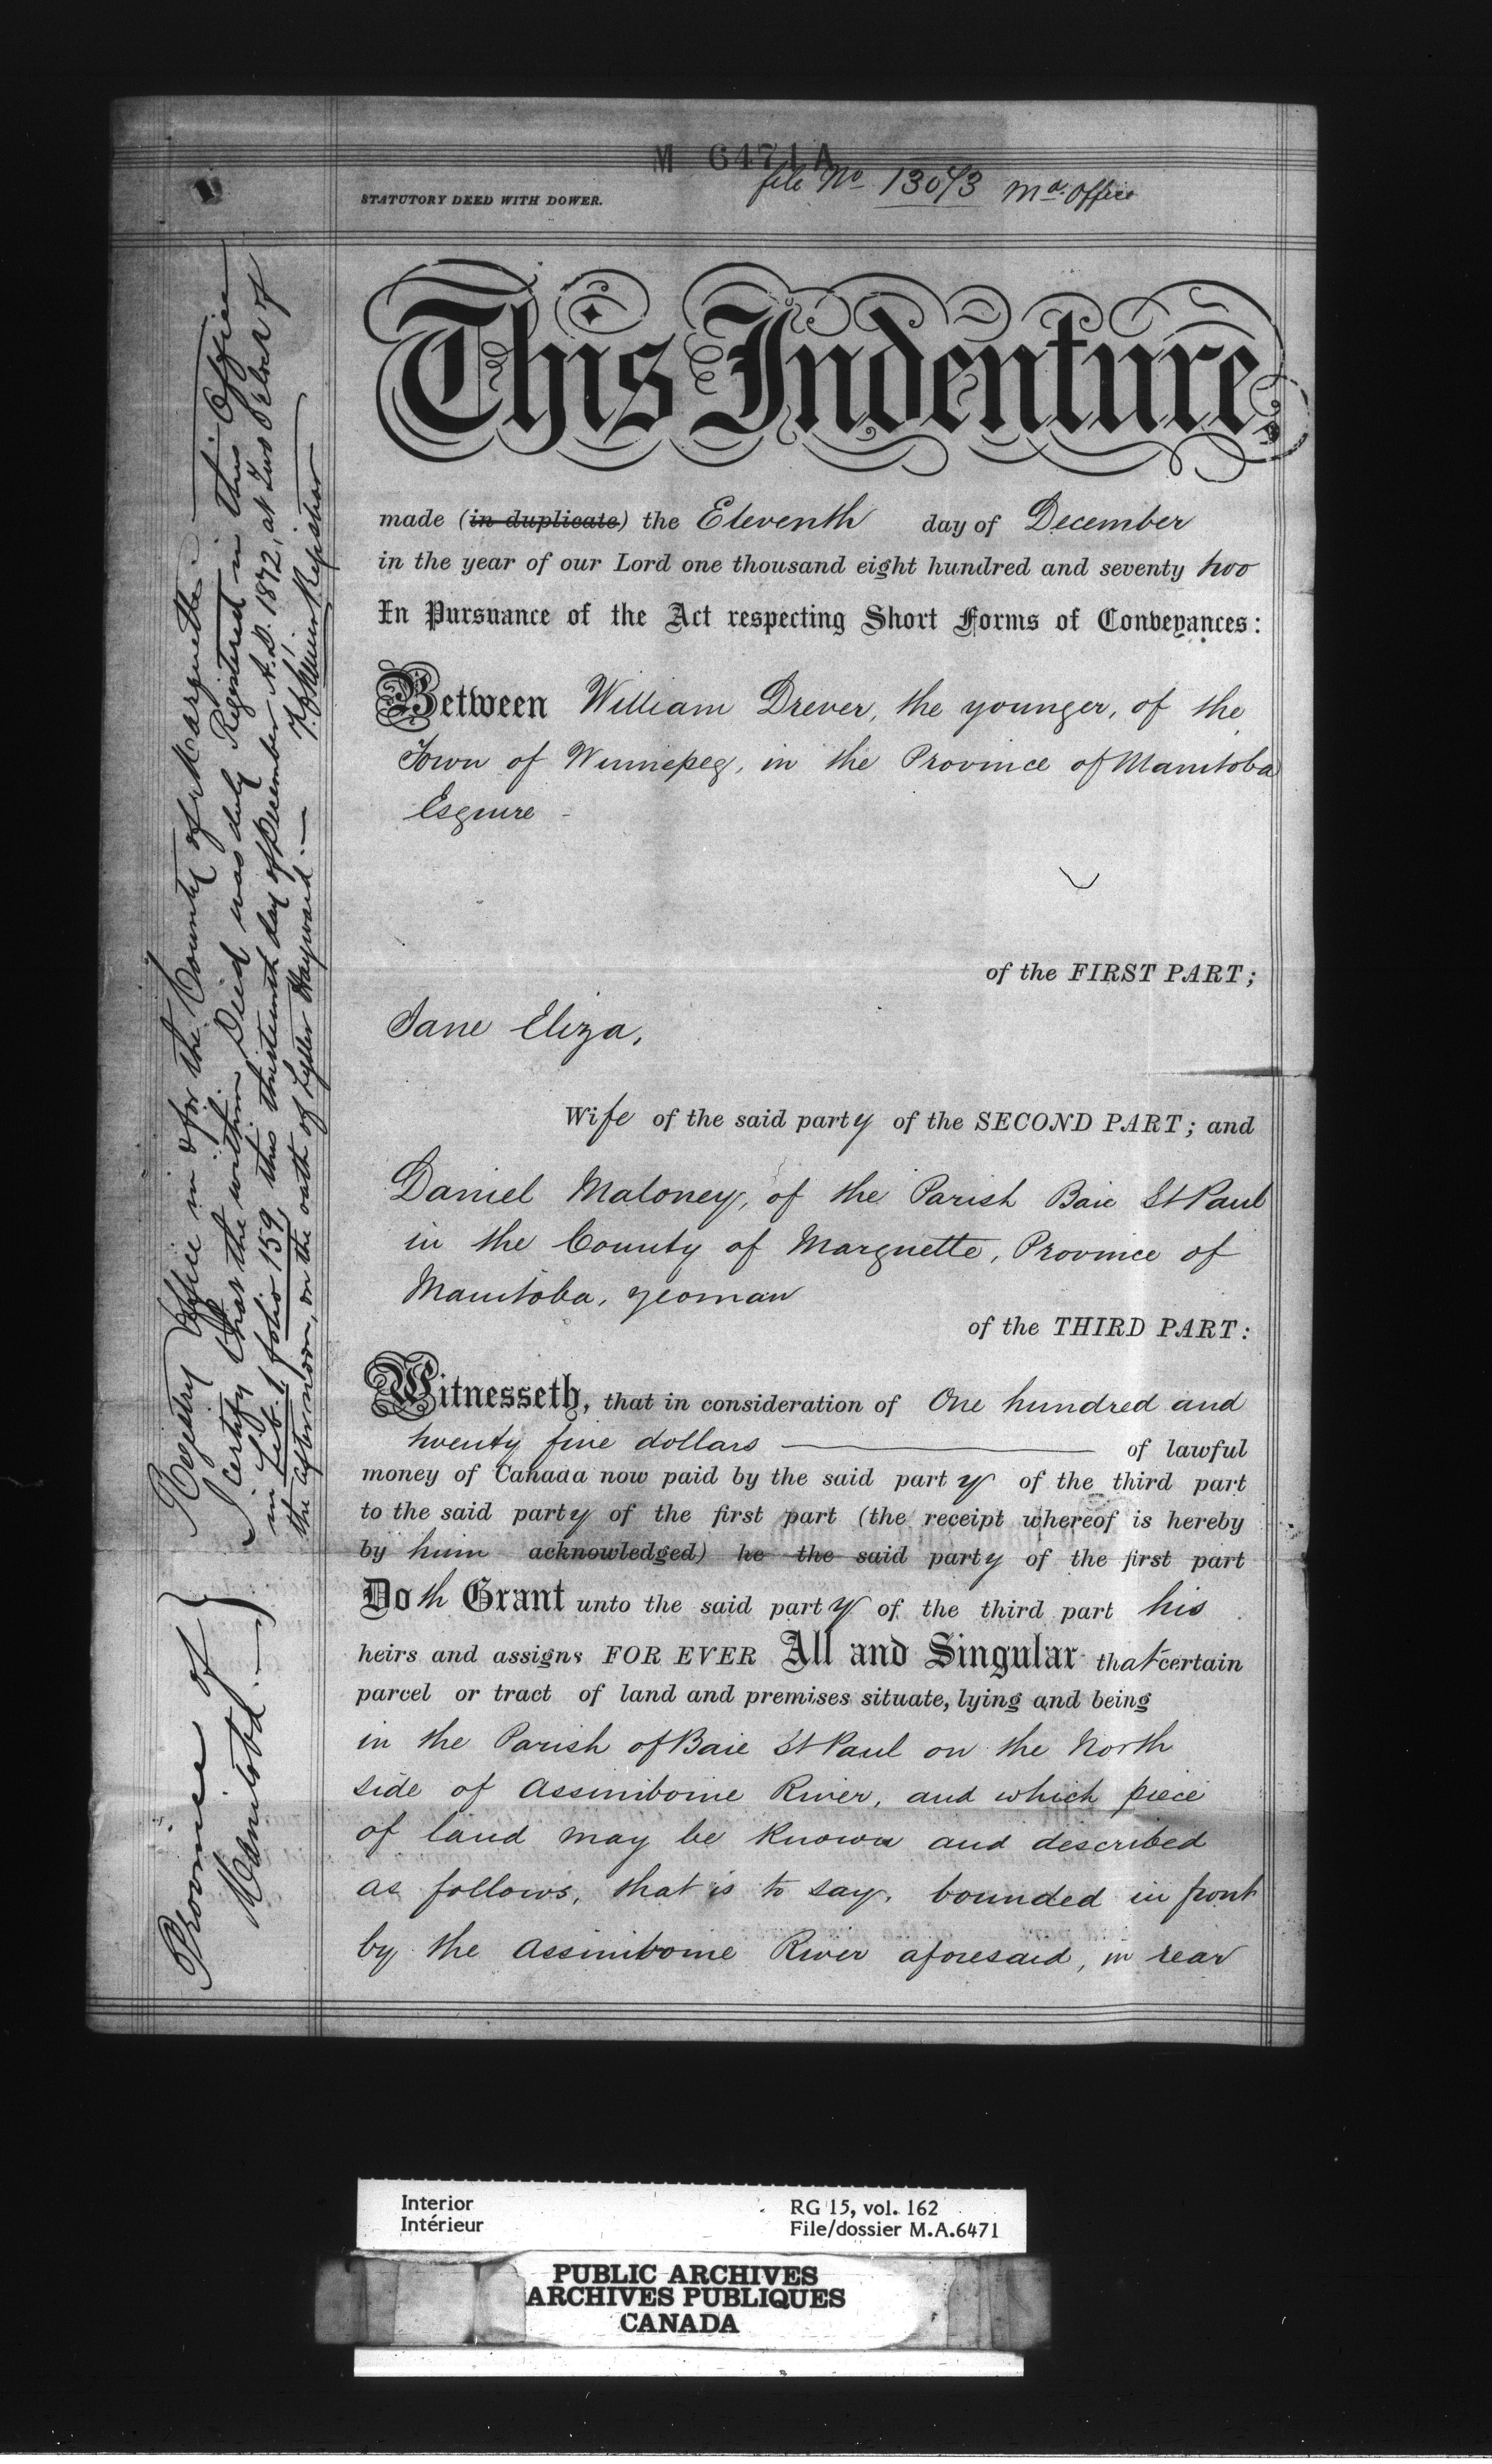 M 6471A
file No 13073 Ma. Office
STATUTORY DEED WITH DOWER.
This Indenture,
made (in duplicate) the Eleventh day of December
in the year of our Lord one thousand eight hundred and seventy two
In Pursuance of the Act respecting Short Forms of Conveyances:
Between William Drever, the younger, of the
Town of Winnepeg, in the Province of Manitoba
Esquire -
of the FIRST PART;
Jane Eliza,
Wife of the said party of the SECOND PART; and
Daniel Maloney, of the Parish Baie St Paul
in the County of Marquette, Province of
Manitoba, yeoman
of the THIRD PART:
Witnesseth, that in consideration of One hundred and
twenty five dollars of lawful
money of Canada now paid by the said party of the third part
to the said party of the first part (the receipt whereof is hereby
by him acknowledged) he the said party of the first part
Doth Grant unto the said party of the third part his
heirs and assigns FOR EVER All and Singular that certain
parcel or tract of land and premises situate, lying and being
in the Parish of Baie St Paul on the North
side of Assiniboine River, and which piece
of land may be known and described
as follows, that is to say, bounded in front
by the Assiniboine River aforesaid, in rear
Province of
Manitoba.
Registry Office in & for the County of Marquette.
I certify that the within Deed was duly Registered in this Office
in Lib. 1 folio 159, this thirteenth day of December A.D. 1872, at Two O'clock of
the afternoon, on the oath of Lyster Hayward.
Registrar
Interior
Intérieur
RG 15, vol. 162
File/dossier M.A.6471
PUBLIC ARCHIVES
ARCHIVES PUBLIQUES
CANADA